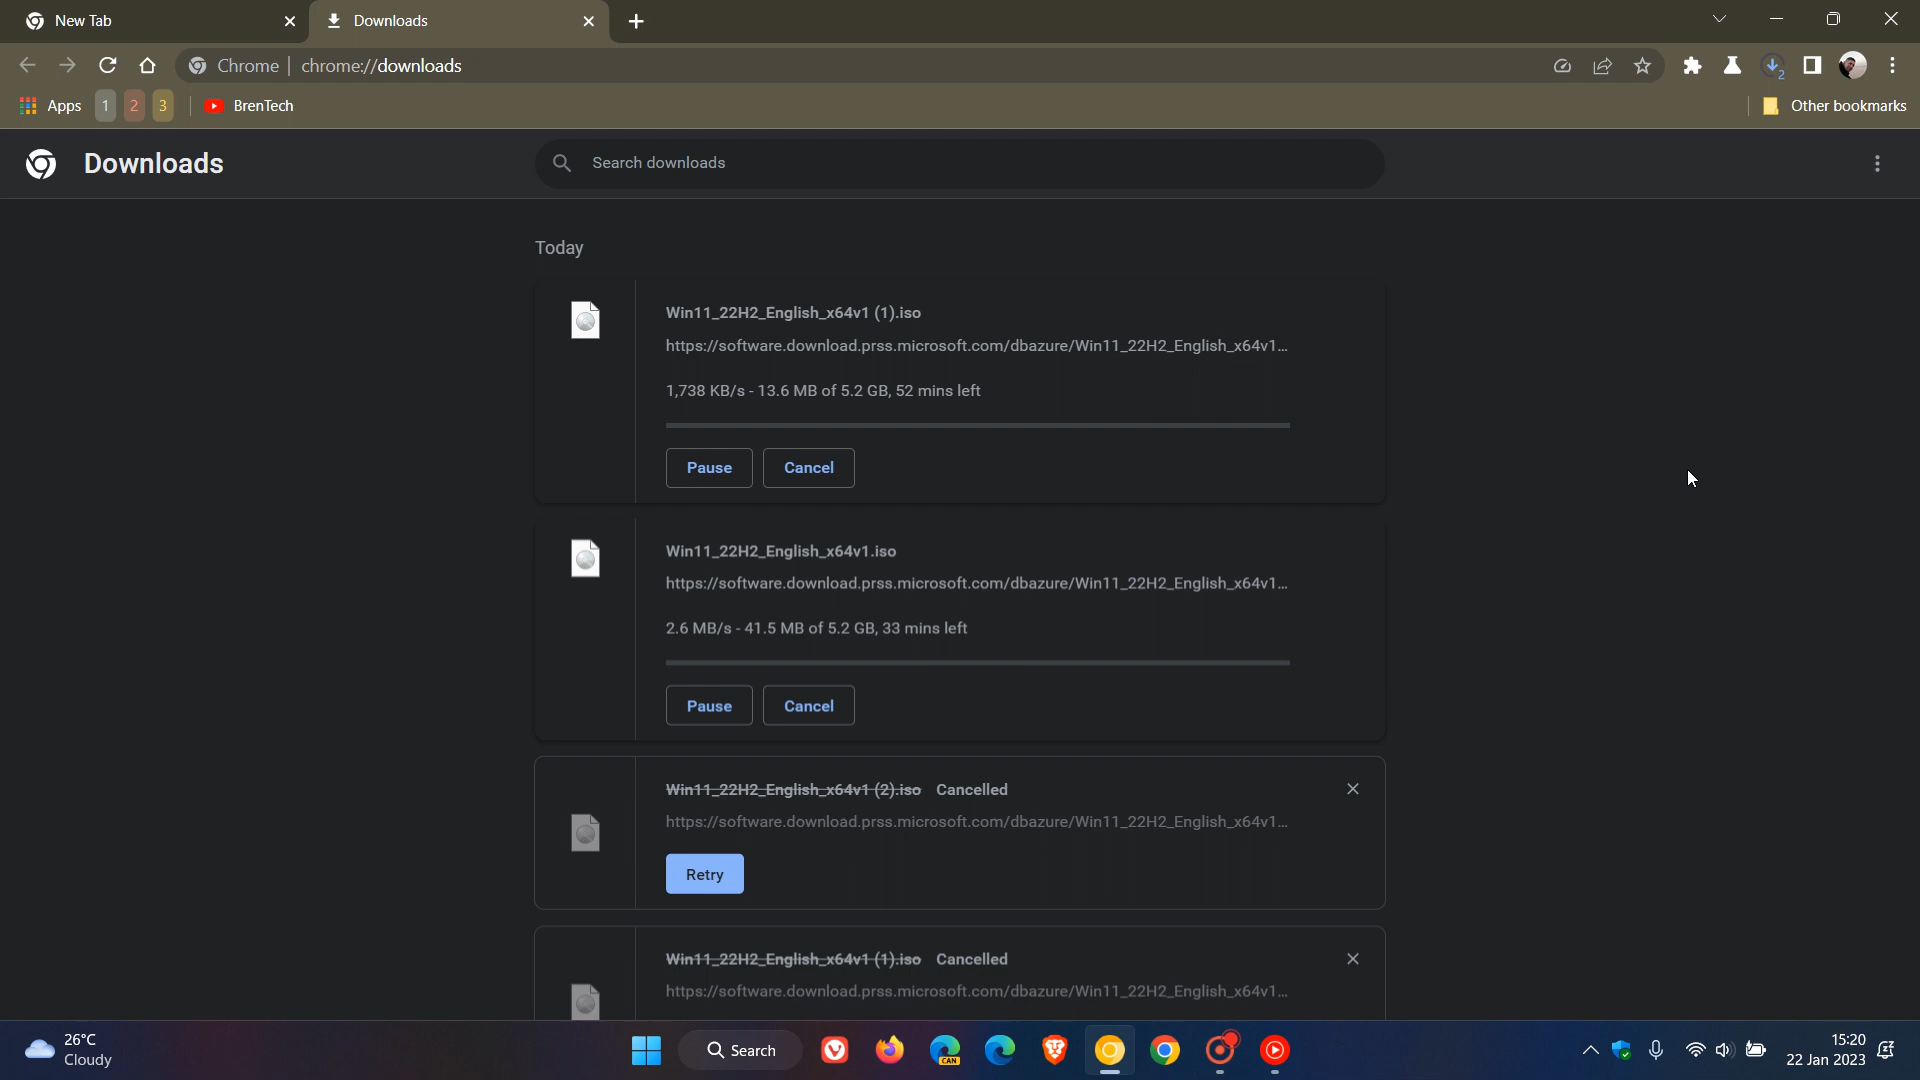 New Tab
Downloads
Chrome | chrome://downloads
2
Apps 1 2 3 BrenTech
Other bookmarks
Downloads
Search downloads
Today
Win11_22H2_English_x64v1 (1).iso
https://software.download.prss.microsoft.com/dbazure/Win11_22H2_English_x64v1...
1,738 KB/s - 13.6 MB of 5.2 GB, 52 mins left
Pause Cancel
Win11_22H2_English_x64v1.iso
https://software.download.prss.microsoft.com/dbazure/Win11_22H2_English_x64v1...
2.6 MB/s - 41.5 MB of 5.2 GB, 33 mins left
Pause Cancel
Win11_22H2_English_x64v1 (2).iso Cancelled
https://software.download.prss.microsoft.com/dbazure/Win11_22H2_English_x64v1...
Retry
Win11_22H2_English_x64v1 (1).iso Cancelled
https://software.download.prss.microsoft.com/dbazure/Win11_22H2_English_x64v1...
26°C
Cloudy
Search
CAN
15:20
22 Jan 2023